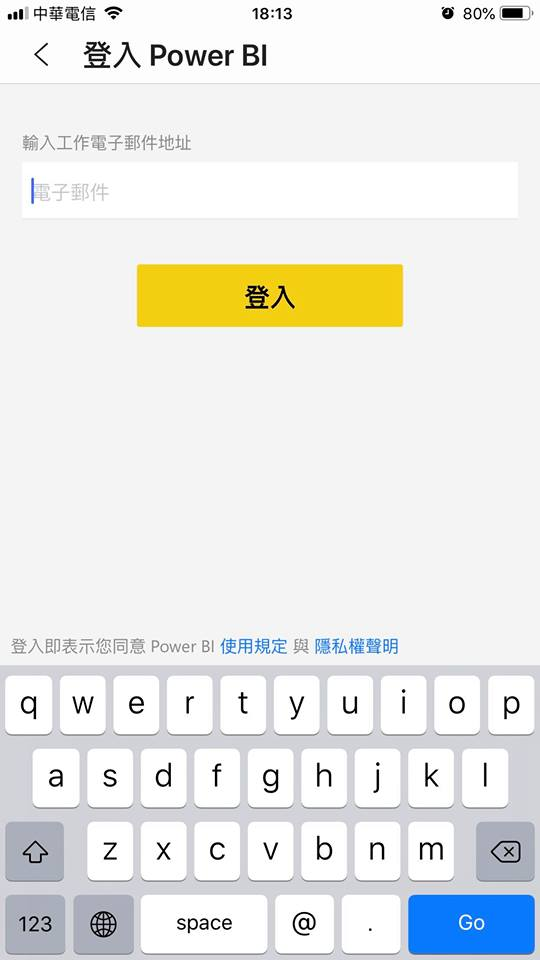 中華電信 18:13 80%
登入 Power BI
輸入工作電子郵件地址
電子郵件
登入
登入即表示您同意 Power BI 使用規定 與 隱私權聲明
q w e r t y u i o p
a s d f g h j k l
z x c v b n m
123 space @ . Go